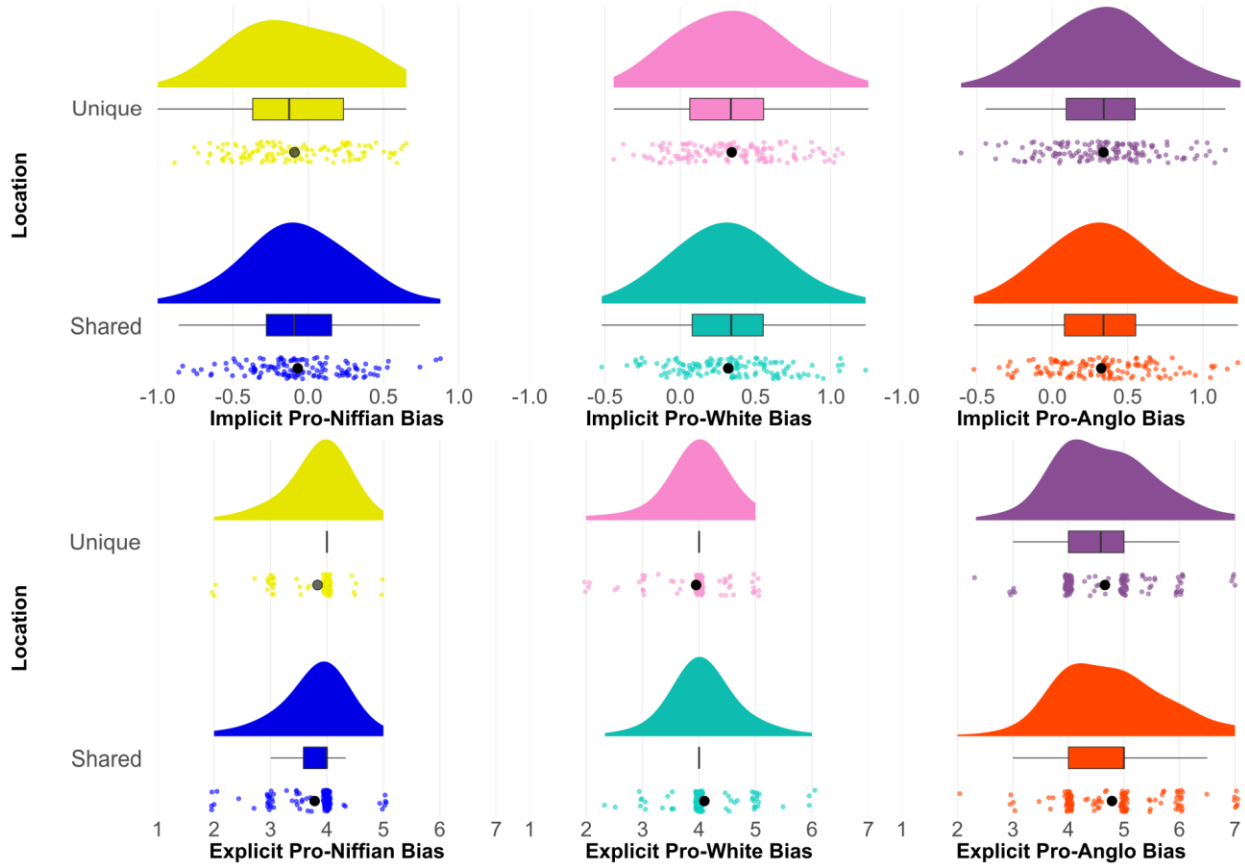 Location
Unique
Shared
-1.0 -0.5 0.0 0.5 1.0 -1.0 -0.5 0.0 0.5 1.0 -1.0 -0.5 0.0 0.5 1.0
Implicit Pro-Niffian Bias Implicit Pro-White Bias Implicit Pro-Anglo Bias
Location
Unique
Shared
1 2 3 4 6 7 1 2 3 4 5 6 7 1 2 3 4 5 6 7
Explicit Pro-Niffian Bias Explicit Pro-White Bias Explicit Pro-Anglo Bias